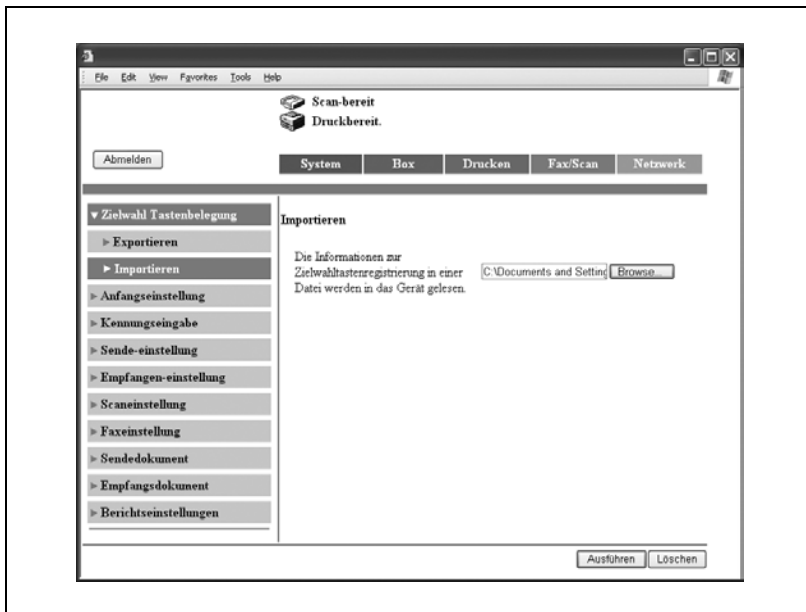 File Edit View Favorites Tools Help
Scan-bereit
Druckbereit.
Abmelden
System Box Drucken Fax/Scan Netzwerk
Zielwahl Tastenbelegung
Exportieren
Importieren
Anfangseinstellung
Kennungseingabe
Sende-einstellung
Empfangen-einstellung
Scaneinstellung
Faxeinstellung
Sendedokument
Empfangsdokument
Berichtseinstellungen
Importieren
Die Informationen zur
Zielwahltastenregistrierung in einer
Datei werden in das Gerät gelesen.
C:\Documents and Setting Browse...
Ausführen Löschen